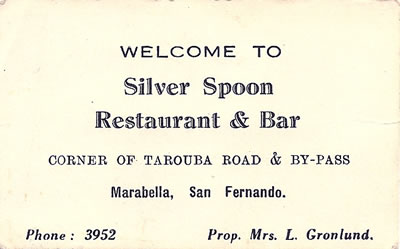 WELCOME TO
Silver Spoon
Restaurant & Bar
CORNER OF TAROUBA ROAD & BY-PASS
Marabella, San Fernando.
Phone : 3952 Prop. Mrs. L. Gronlund.